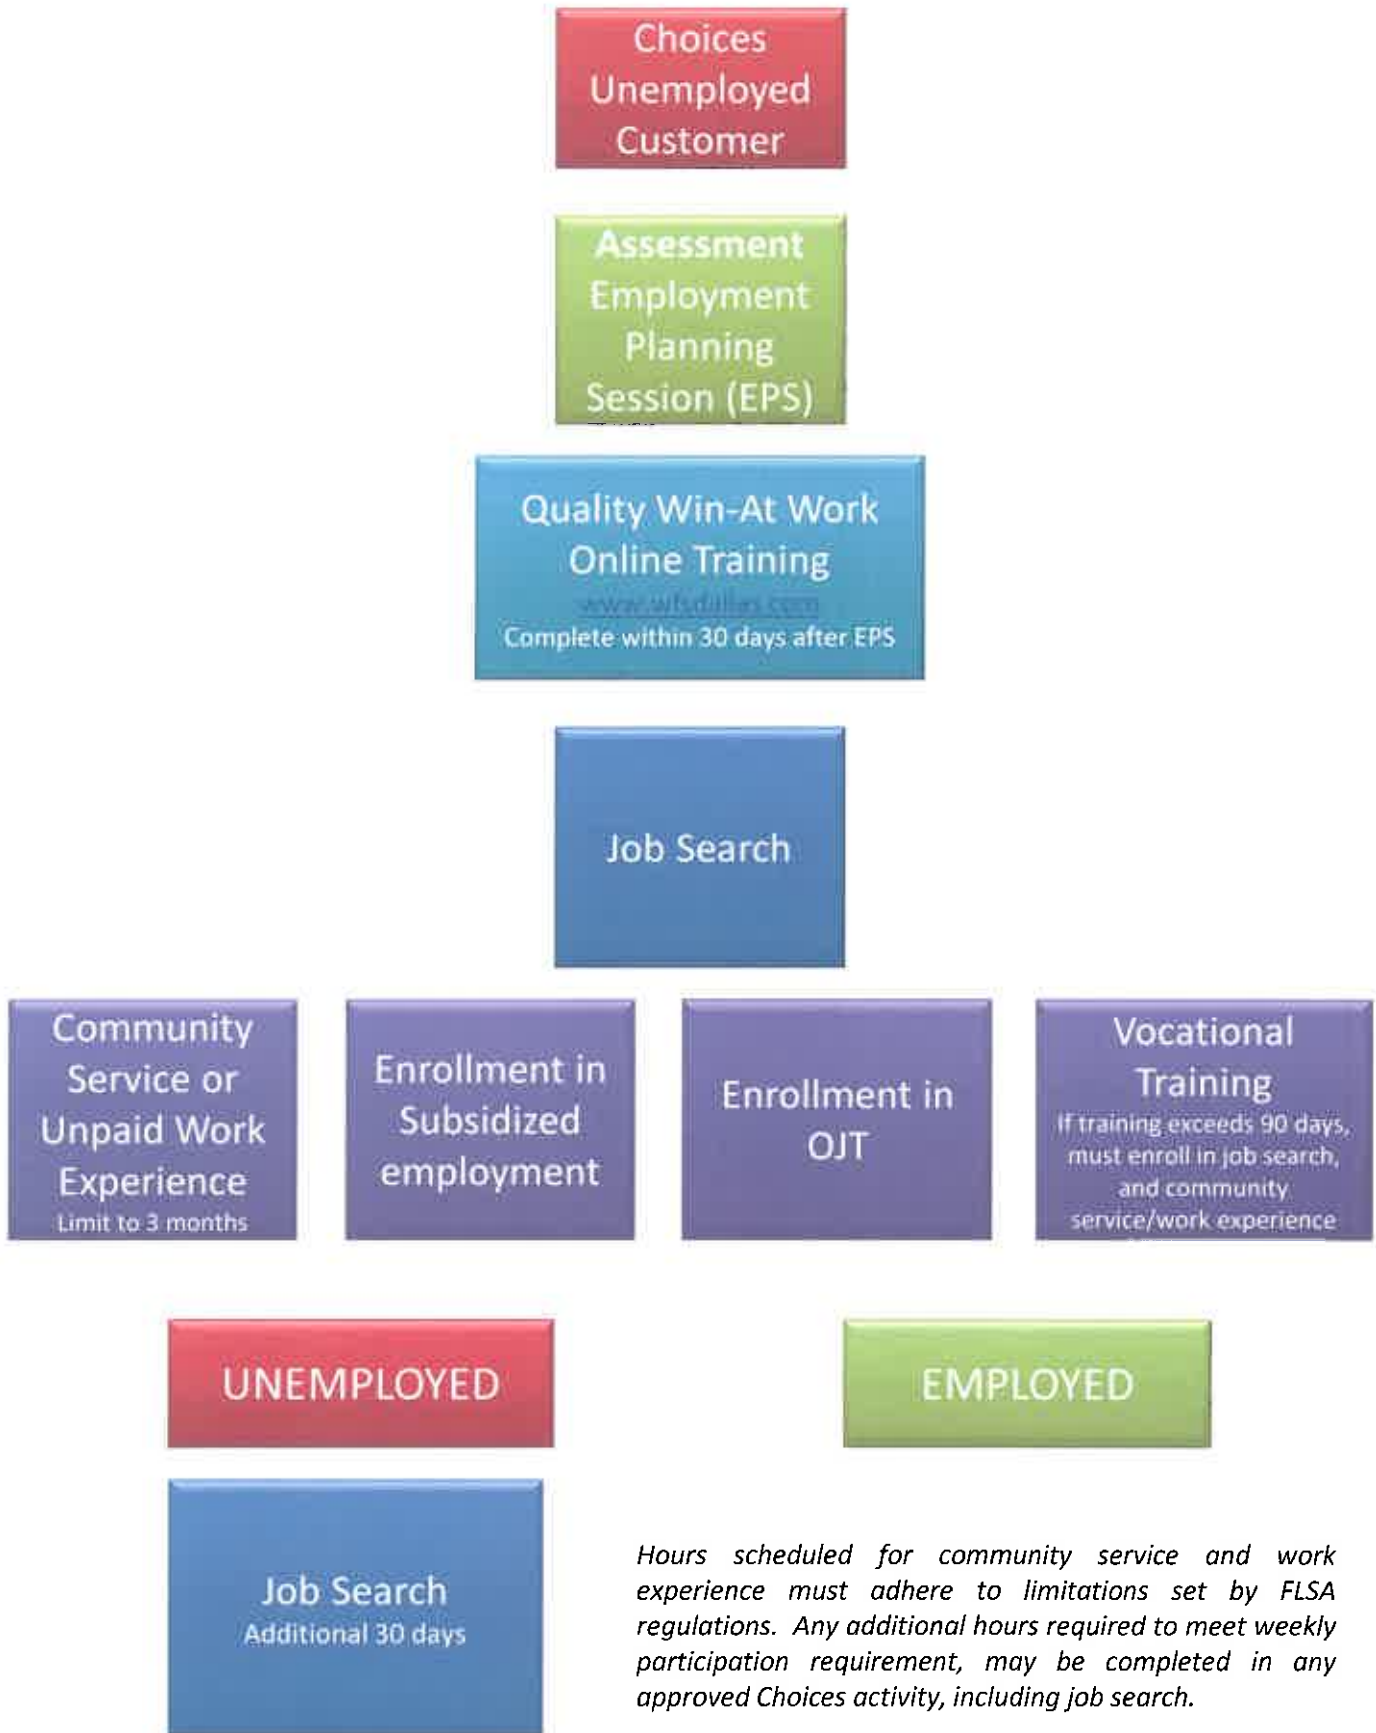 Choices
Unemployed
Customer
Assessment
Employment
Planning
Session (EPS)
Quality Win-At Work
Online Training
www.wfsdallas.com
Complete within 30 days after EPS
Job Search
Community
Service or
Unpaid Work
Experience
Limit to 3 months
Enrollment in
Subsidized
employment
Enrollment in
OJT
Vocational
Training
If training exceeds 90 days,
must enroll in job search,
and community
service/work experience
UNEMPLOYED
EMPLOYED
Job Search
Additional 30 days
Hours scheduled for community service and work
experience must adhere to limitations set by FLSA
regulations. Any additional hours required to meet weekly
participation requirement, may be completed in any
approved Choices activity, including job search.